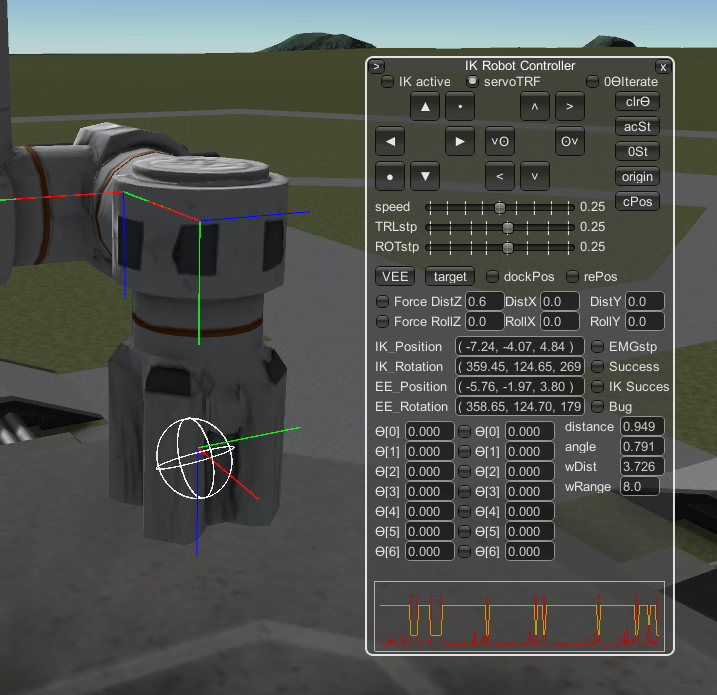 > IK Robot Controller x
IK active servoTRF 0ӨIterate
clrӨ
acSt
0St
origin
cPos
speed 0.25
TRLstp 0.25
ROTstp 0.25
VEE target dockPos rePos
Force DistZ 0.6 DistX 0.0 DistY 0.0
Force RollZ 0.0 RollX 0.0 RollY 0.0
IK_Position ( -7.24, -4.07, 4.84 ) EMGstp
IK_Rotation ( 359.45, 124.65, 269 Success
EE_Position ( -5.76, -1.97, 3.80 ) IK Succes
EE_Rotation ( 358.65, 124.70, 179 Bug
Ө[0] 0.000 Ө[0] 0.000 distance 0.949
Ө[1] 0.000 Ө[1] 0.000 angle 0.791
Ө[2] 0.000 Ө[2] 0.000 wDist 3.726
Ө[3] 0.000 Ө[3] 0.000 wRange 8.0
Ө[4] 0.000 Ө[4] 0.000
Ө[5] 0.000 Ө[5] 0.000
Ө[6] 0.000 Ө[6] 0.000